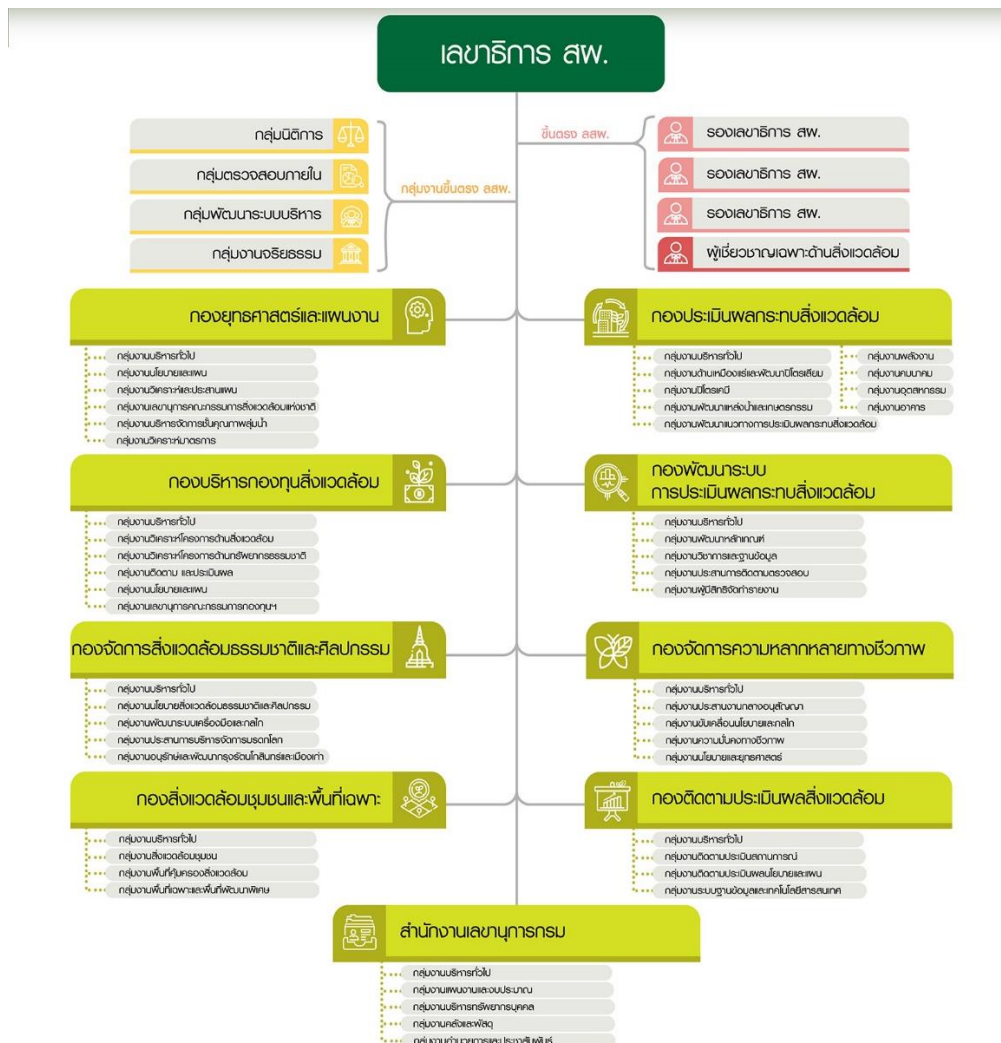 เลขาธิการ สผ.
กลุ่มนิติการ
กลุ่มตรวจสอบภายใน
กลุ่มพัฒนาระบบบริหาร
กลุ่มงานจริยธรรม
กลุ่มงานขึ้นตรง ลสผ.
ขึ้นตรง ลสผ.
รองเลขาธิการ สผ.
รองเลขาธิการ สผ.
รองเลขาธิการ สผ.
ผู้เชี่ยวชาญเฉพาะด้านสิ่งแวดล้อม
กองยุทธศาสตร์และแผนงาน
กลุ่มงานบริหารทั่วไป
กลุ่มงานนโยบายและแผน
กลุ่มงานวิเคราะห์และประสานแผน
กลุ่มงานเลขานุการคณะกรรมการสิ่งแวดล้อมแห่งชาติ
กลุ่มงานบริหารจัดการชั้นคุณภาพลุ่มน้ำ
กลุ่มงานวิเคราะห์มาตรการ
กองประเมินผลกระทบสิ่งแวดล้อม
กลุ่มงานบริหารทั่วไป
กลุ่มงานด้านเหมืองแร่และพัฒนาปิโตรเลียม
กลุ่มงานปิโตรเคมี
กลุ่มงานพัฒนาแหล่งน้ำและเกษตรกรรม
กลุ่มงานพัฒนาแนวทางการประเมินผลกระทบสิ่งแวดล้อม
กลุ่มงานพลังงาน
กลุ่มงานคมนาคม
กลุ่มงานอุตสาหกรรม
กลุ่มงานอาคาร
กองบริหารกองทุนสิ่งแวดล้อม
กลุ่มงานบริหารทั่วไป
กลุ่มงานวิเคราะห์โครงการด้านสิ่งแวดล้อม
กลุ่มงานวิเคราะห์โครงการด้านทรัพยากรธรรมชาติ
กลุ่มงานติดตาม และประเมินผล
กลุ่มงานนโยบายและแผน
กลุ่มงานเลขานุการคณะกรรมการกองทุนฯ
กองพัฒนาระบบ
การประเมินผลกระทบสิ่งแวดล้อม
กลุ่มงานบริหารทั่วไป
กลุ่มงานพัฒนาหลักเกณฑ์
กลุ่มงานวิชาการและฐานข้อมูล
กลุ่มงานประสานการติดตามตรวจสอบ
กลุ่มงานผู้มีสิทธิจัดทำรายงาน
กองจัดการสิ่งแวดล้อมธรรมชาติและศิลปกรรม
กลุ่มงานบริหารทั่วไป
กลุ่มงานนโยบายสิ่งแวดล้อมธรรมชาติและศิลปกรรม
กลุ่มงานพัฒนาระบบเครื่องมือและกลไก
กลุ่มงานประสานการบริหารจัดการมรดกโลก
กลุ่มงานอนุรักษ์และพัฒนากรุงรัตนโกสินทร์และเมืองเก่า
กองจัดการความหลากหลายทางชีวภาพ
กลุ่มงานบริหารทั่วไป
กลุ่มงานประสานงานกลางอนุสัญญา
กลุ่มงานขับเคลื่อนนโยบายและกลไก
กลุ่มงานความมั่นคงทางชีวภาพ
กลุ่มงานนโยบายและยุทธศาสตร์
กองสิ่งแวดล้อมชุมชนและพื้นที่เฉพาะ
กลุ่มงานบริหารทั่วไป
กลุ่มงานสิ่งแวดล้อมชุมชน
กลุ่มงานพื้นที่คุ้มครองสิ่งแวดล้อม
กลุ่มงานพื้นที่เฉพาะและพื้นที่พัฒนาพิเศษ
กองติดตามประเมินผลสิ่งแวดล้อม
กลุ่มงานบริหารทั่วไป
กลุ่มงานติดตามประเมินสถานการณ์
กลุ่มงานติดตามประเมินผลนโยบายและแผน
กลุ่มงานระบบฐานข้อมูลและเทคโนโลยีสารสนเทศ
สำนักงานเลขานุการกรม
กลุ่มงานบริหารทั่วไป
กลุ่มงานแผนงานและงบประมาณ
กลุ่มงานบริหารทรัพยากรบุคคล
กลุ่มงานคลังและพัสดุ
กลุ่มงานอำนวยการและประชาสัมพันธ์